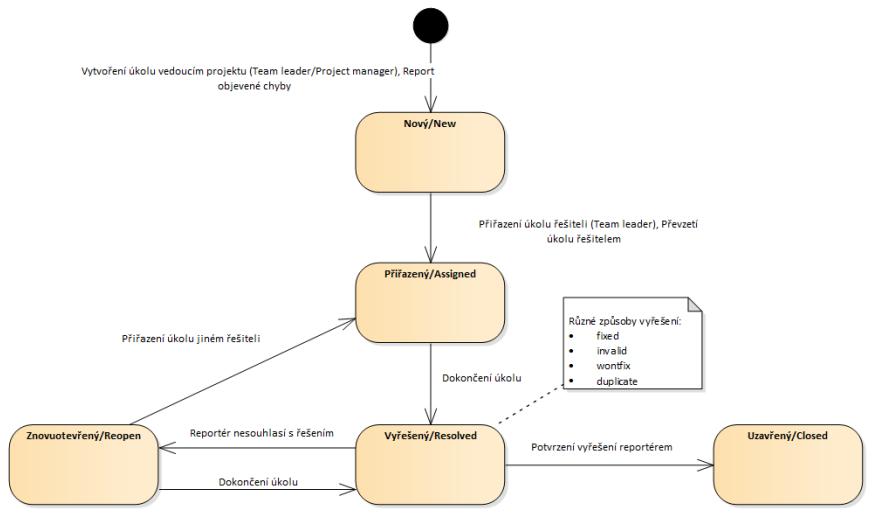 Vytvoření úkolu vedoucím projektu (Team leader/Project manager), Report
objevené chyby
Nový/New
Přiřazení úkolu řešiteli (Team leader), Převzetí
úkolu řešitelem
Přiřazený/Assigned
Různé způsoby vyřešení:
• fixed
• invalid
• wontfix
• duplicate
Přiřazení úkolu jiném řešiteli
Dokončení úkolu
Znovuotevřený/Reopen
Reportér nesouhlasí s řešením
Vyřešený/Resolved
Potvrzení vyřešení reportérem
Uzavřený/Closed
Dokončení úkolu